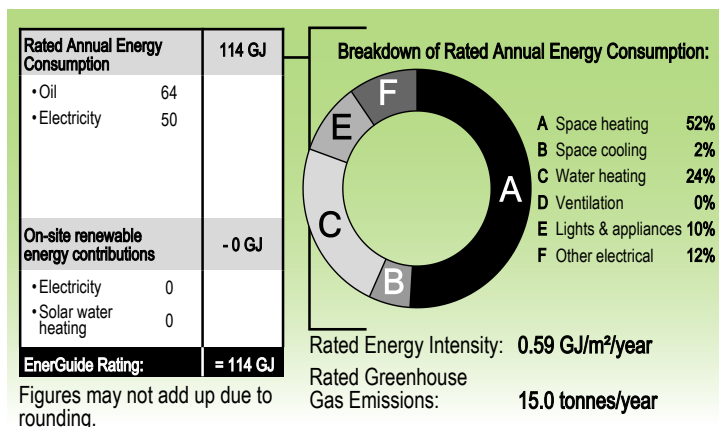 Rated Annual Energy
Consumption
114 GJ
• Oil 64
• Electricity 50
On-site renewable
energy contributions
- 0 GJ
• Electricity 0
• Solar water
heating 0
EnerGuide Rating: = 114 GJ
Figures may not add up due to
rounding.
Breakdown of Rated Annual Energy Consumption:
F
E
A
C
B
A Space heating 52%
B Space cooling 2%
C Water heating 24%
D Ventilation 0%
E Lights & appliances 10%
F Other electrical 12%
Rated Energy Intensity: 0.59 GJ/m²/year
Rated Greenhouse
Gas Emissions: 15.0 tonnes/year